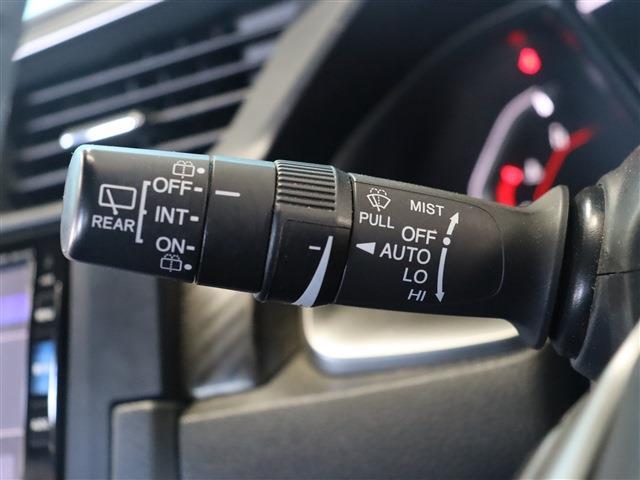 REAR
OFF
INT
ON
PULL
MIST
OFF
AUTO
LO
HI